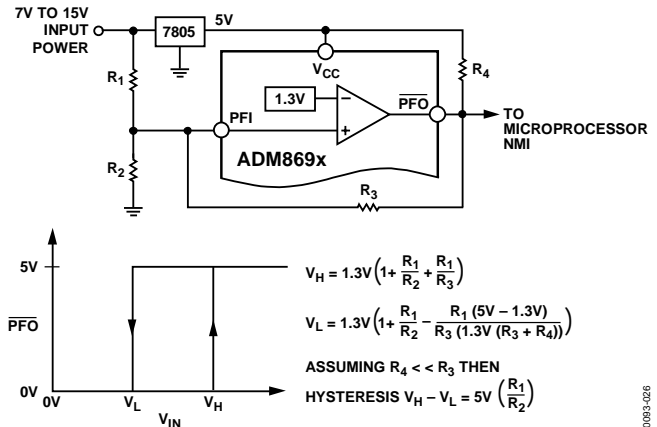 7V TO 15V
INPUT
POWER
7805
5V
R1
R2
VCC
1.3V
−
+
PFI
PFO
ADM869x
R3
R4
TO
MICROPROCESSOR
NMI
5V
PFO
0V
0V
VL
VH
VIN
VH = 1.3V(1+ R1/R2 + R1/R3)
VL = 1.3V(1+ R1/R2 − R1 (5V − 1.3V)/R3 (1.3V (R3 + R4)))
ASSUMING R4 << R3 THEN
HYSTERESIS VH − VL = 5V (R1/R2)
0093-026